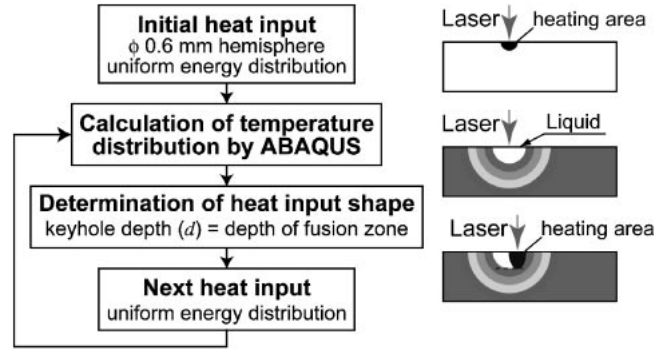 Initial heat input
ϕ 0.6 mm hemisphere
uniform energy distribution
Calculation of temperature
distribution by ABAQUS
Determination of heat input shape
keyhole depth (d) = depth of fusion zone
Next heat input
uniform energy distribution
Laser
heating area
Laser
Liquid
Laser
heating area